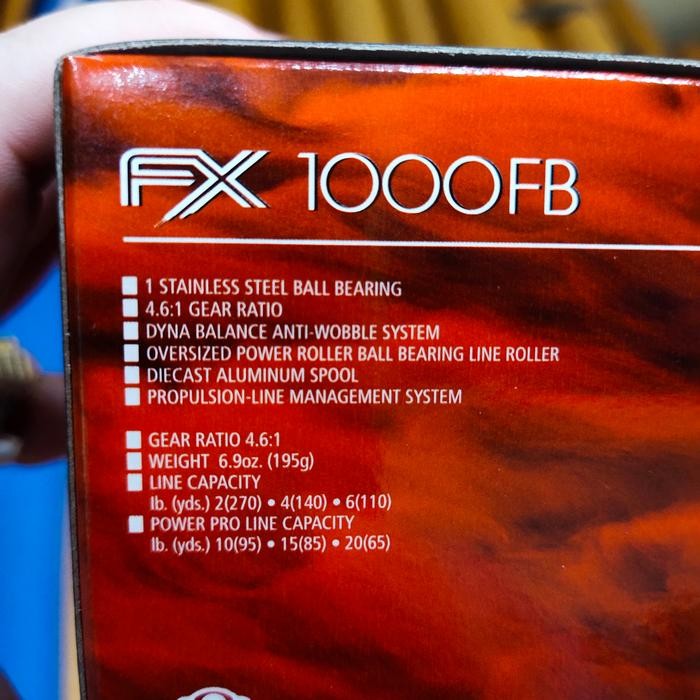 FX 1000FB
1 STAINLESS STEEL BALL BEARING
4.6:1 GEAR RATIO
DYNA BALANCE ANTI-WOBBLE SYSTEM
OVERSIZED POWER ROLLER BALL BEARING LINE ROLLER
DIECAST ALUMINUM SPOOL
PROPULSION-LINE MANAGEMENT SYSTEM
GEAR RATIO 4.6:1
WEIGHT 6.9oz. (195g)
LINE CAPACITY
lb. (yds.) 2(270) • 4(140) • 6(110)
POWER PRO LINE CAPACITY
lb. (yds.) 10(95) • 15(85) • 20(65)